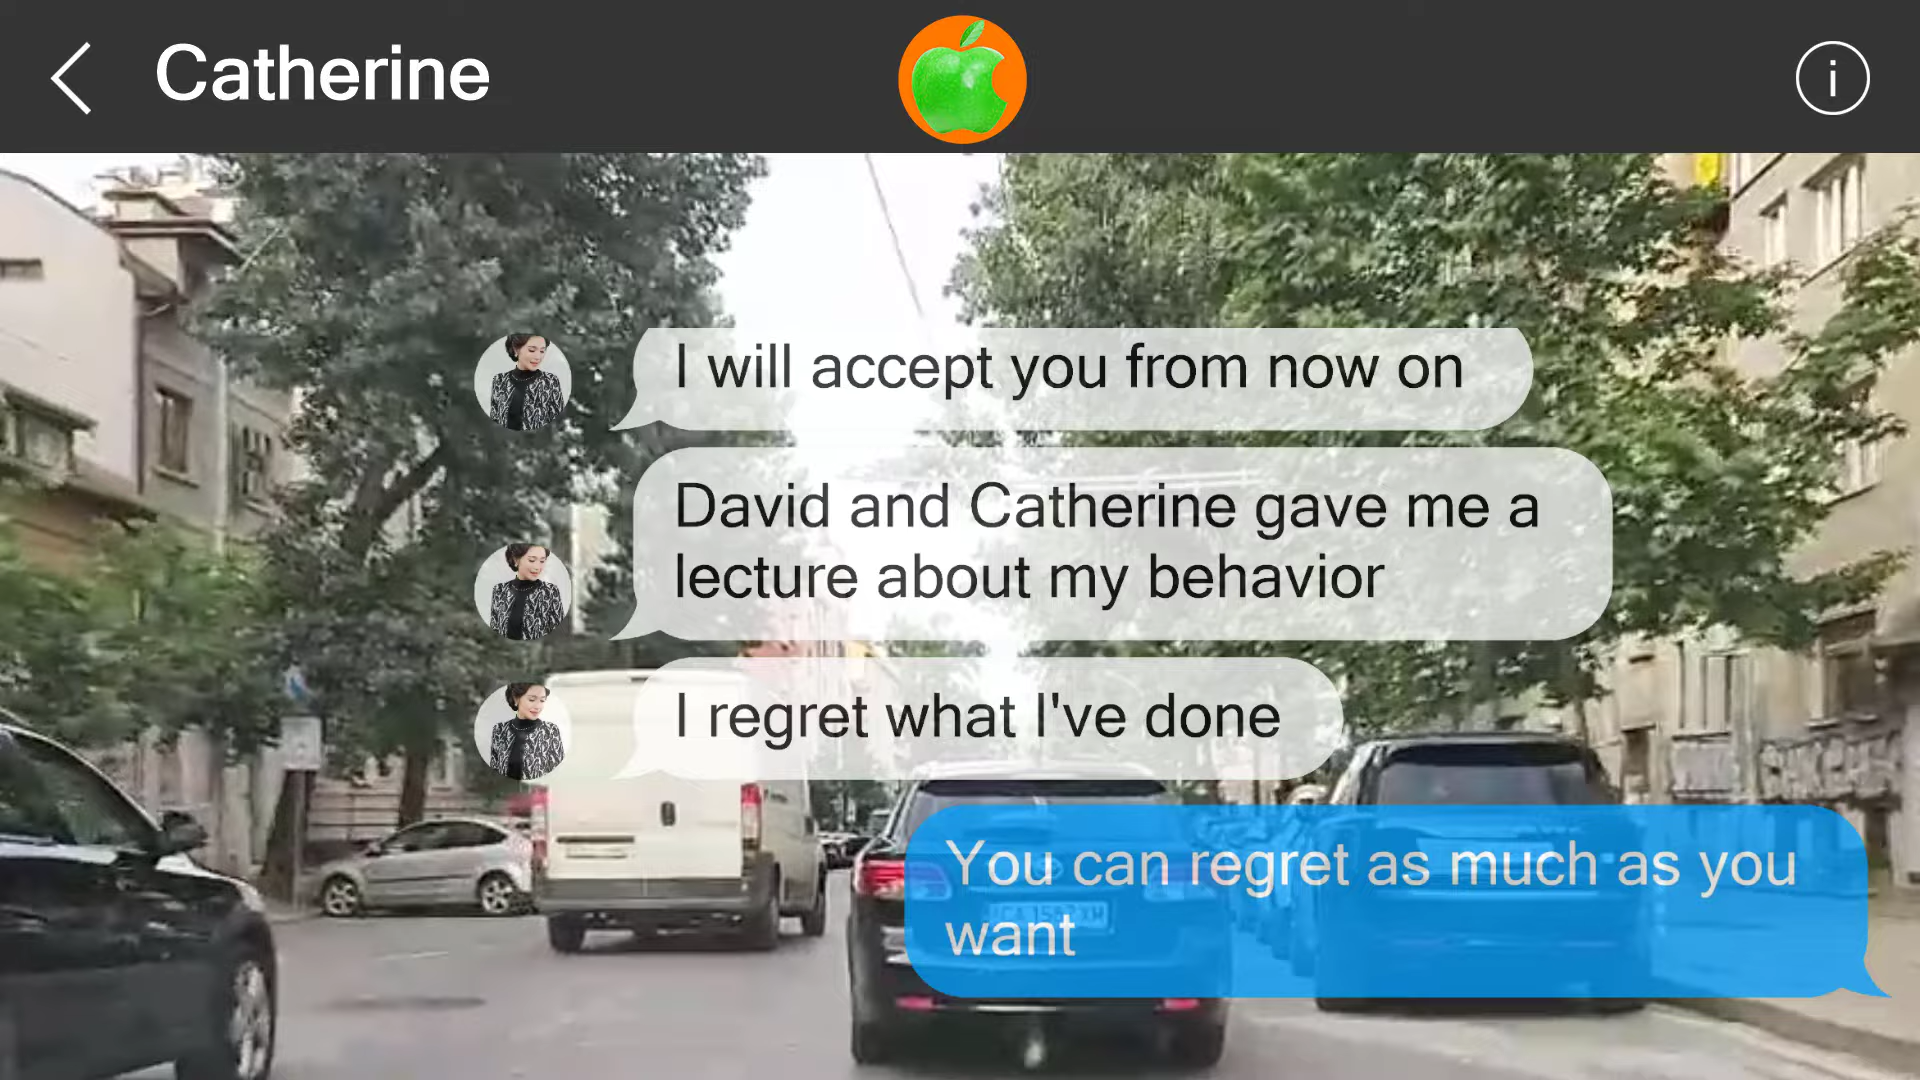 Catherine
I will accept you from now on
David and Catherine gave me a
lecture about my behavior
I regret what I've done
You can regret as much as you
want